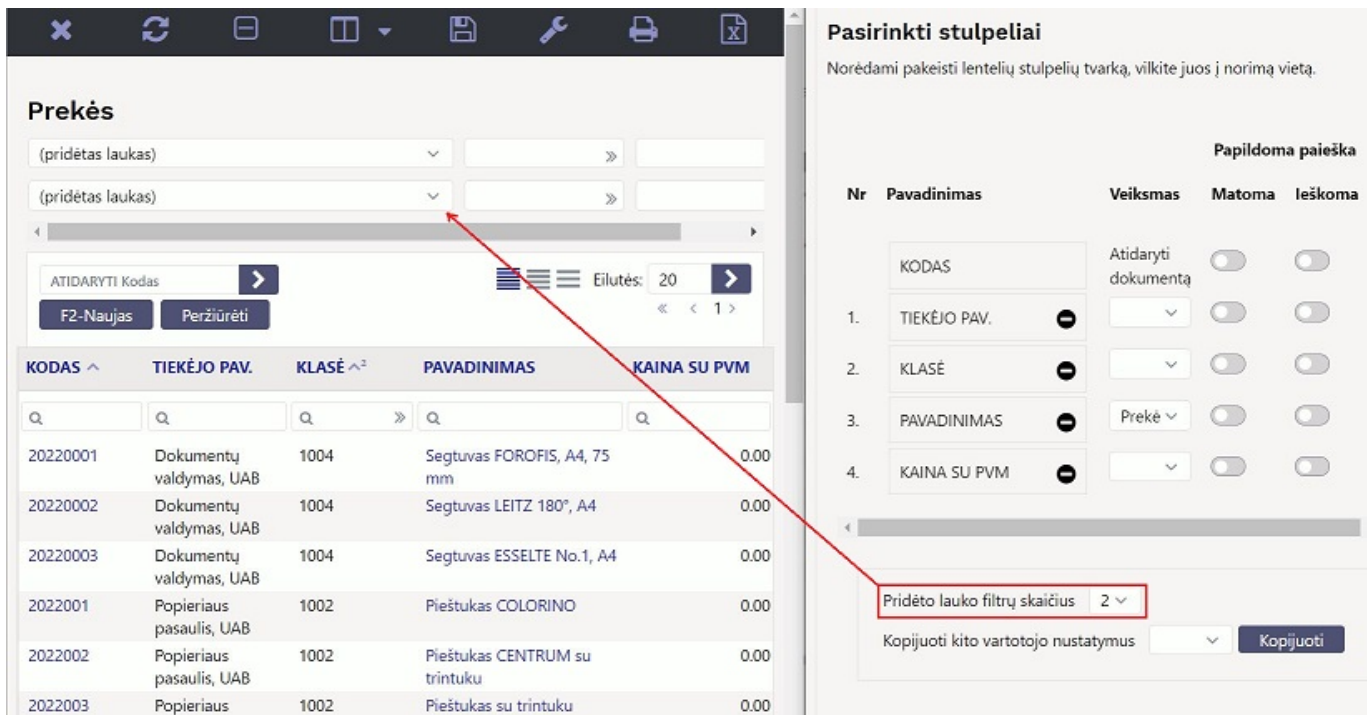 Prekės
(pridėtas laukas)
(pridėtas laukas)
ATIDARYTI Kodas
Eilutės: 20
F2-Naujas Peržiūrėti
« < 1 >
KODAS TIEKĖJO PAV. KLASĖ ^2 PAVADINIMAS KAINA SU PVM
20220001 Dokumentų valdymas, UAB 1004 Segtuvas FOROFIS, A4, 75 mm 0.00
20220002 Dokumentų valdymas, UAB 1004 Segtuvas LEITZ 180°, A4 0.00
20220003 Dokumentų valdymas, UAB 1004 Segtuvas ESSELTE No.1, A4 0.00
2022001 Popieriaus pasaulis, UAB 1002 Pieštukas COLORINO 0.00
2022002 Popieriaus pasaulis, UAB 1002 Pieštukas CENTRUM su trintuku 0.00
2022003 Popieriaus 1002 Pieštukas su trintuku 0.00
Pasirinkti stulpeliai
Norėdami pakeisti lentelių stulpelių tvarką, vilkite juos į norimą vietą.
Papildoma paieška
Nr Pavadinimas Veiksmas Matoma Ieškoma
KODAS Atidaryti dokumentą
1. TIEKĖJO PAV.
2. KLASĖ
3. PAVADINIMAS Prekė
4. KAINA SU PVM
Pridėto lauko filtrų skaičius 2
Kopijuoti kito vartotojo nustatymus Kopijuoti